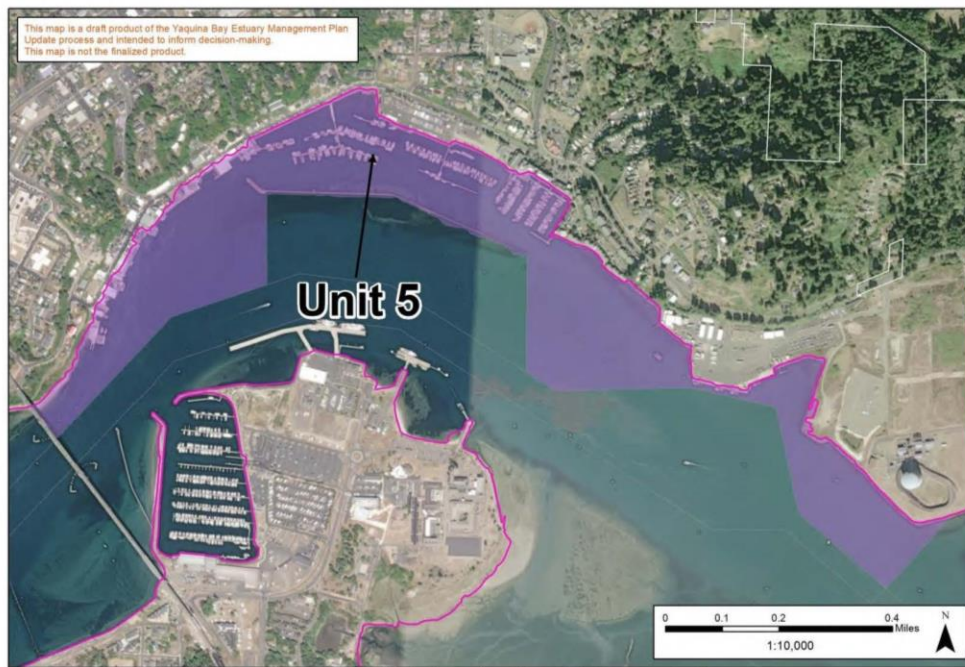 This map is a draft product of the Yaquina Bay Estuary Management Plan
Update process and intended to inform decision-making.
This map is not the finalized product.
Unit 5
0 0.1 0.2 0.4
Miles
1:10,000
N